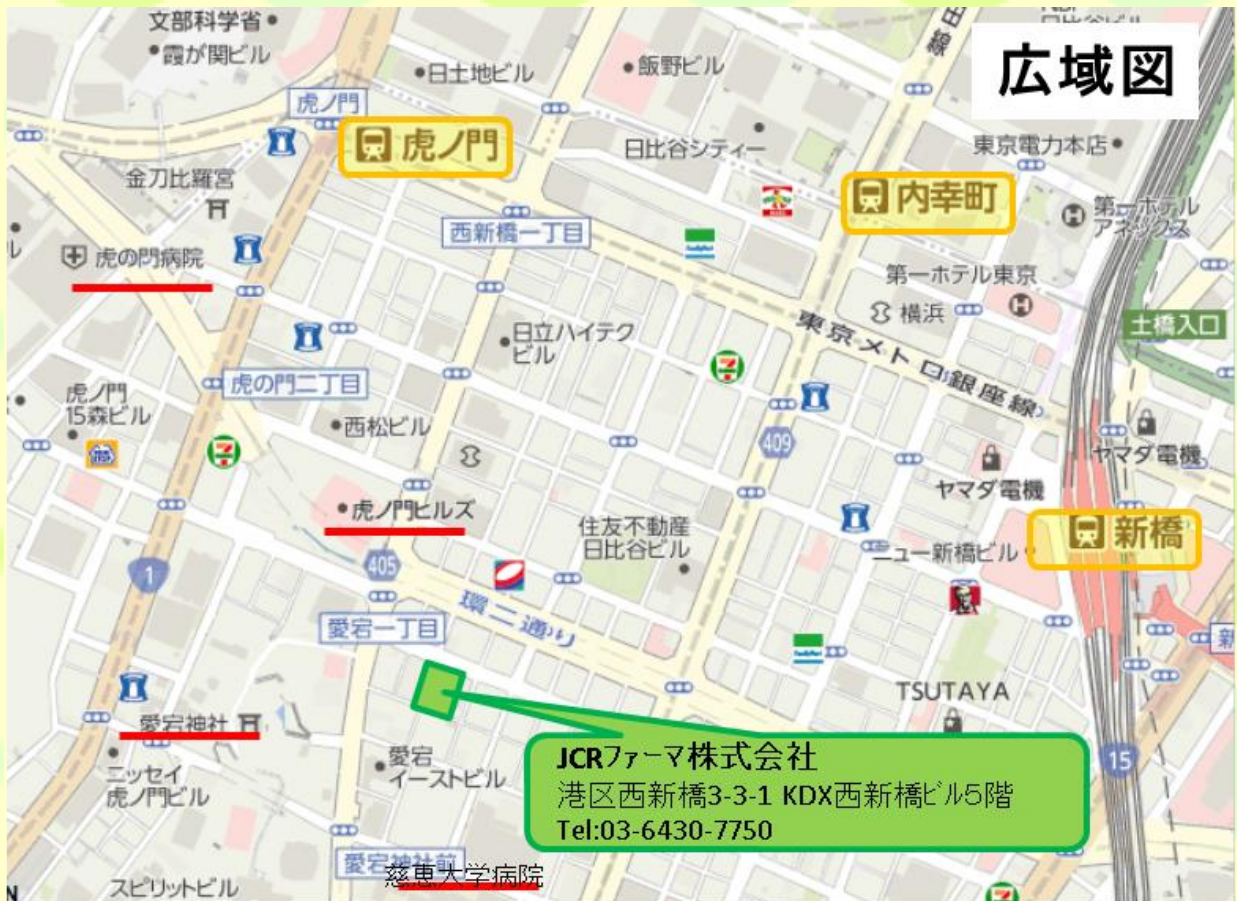 広域図
文部科学省
霞が関ビル
日土地ビル
飯野ビル
田
線
虎ノ門
虎ノ門
日比谷シティー
東京電力本店
金刀比羅宮
内幸町
第一ホテル
アネックス
西新橋一丁目
虎の門病院
第一ホテル東京
横浜
土橋入口
日立ハイテク
ビル
東京メトロ銀座線
虎の門二丁目
虎ノ門
15森ビル
西松ビル
409
ヤマダ電機
ヤマダ電機
虎ノ門ヒルズ
住友不動産
日比谷ビル
新橋
ニュー新橋ビル
1
405
環二通り
愛宕一丁目
新
TSUTAYA
愛宕神社
ニッセイ
虎ノ門ビル
愛宕
イーストビル
JCRファーマ株式会社
港区西新橋3-3-1 KDX西新橋ビル5階
Tel:03-6430-7750
15
愛宕神社前
慈恵大学病院
スピリットビル